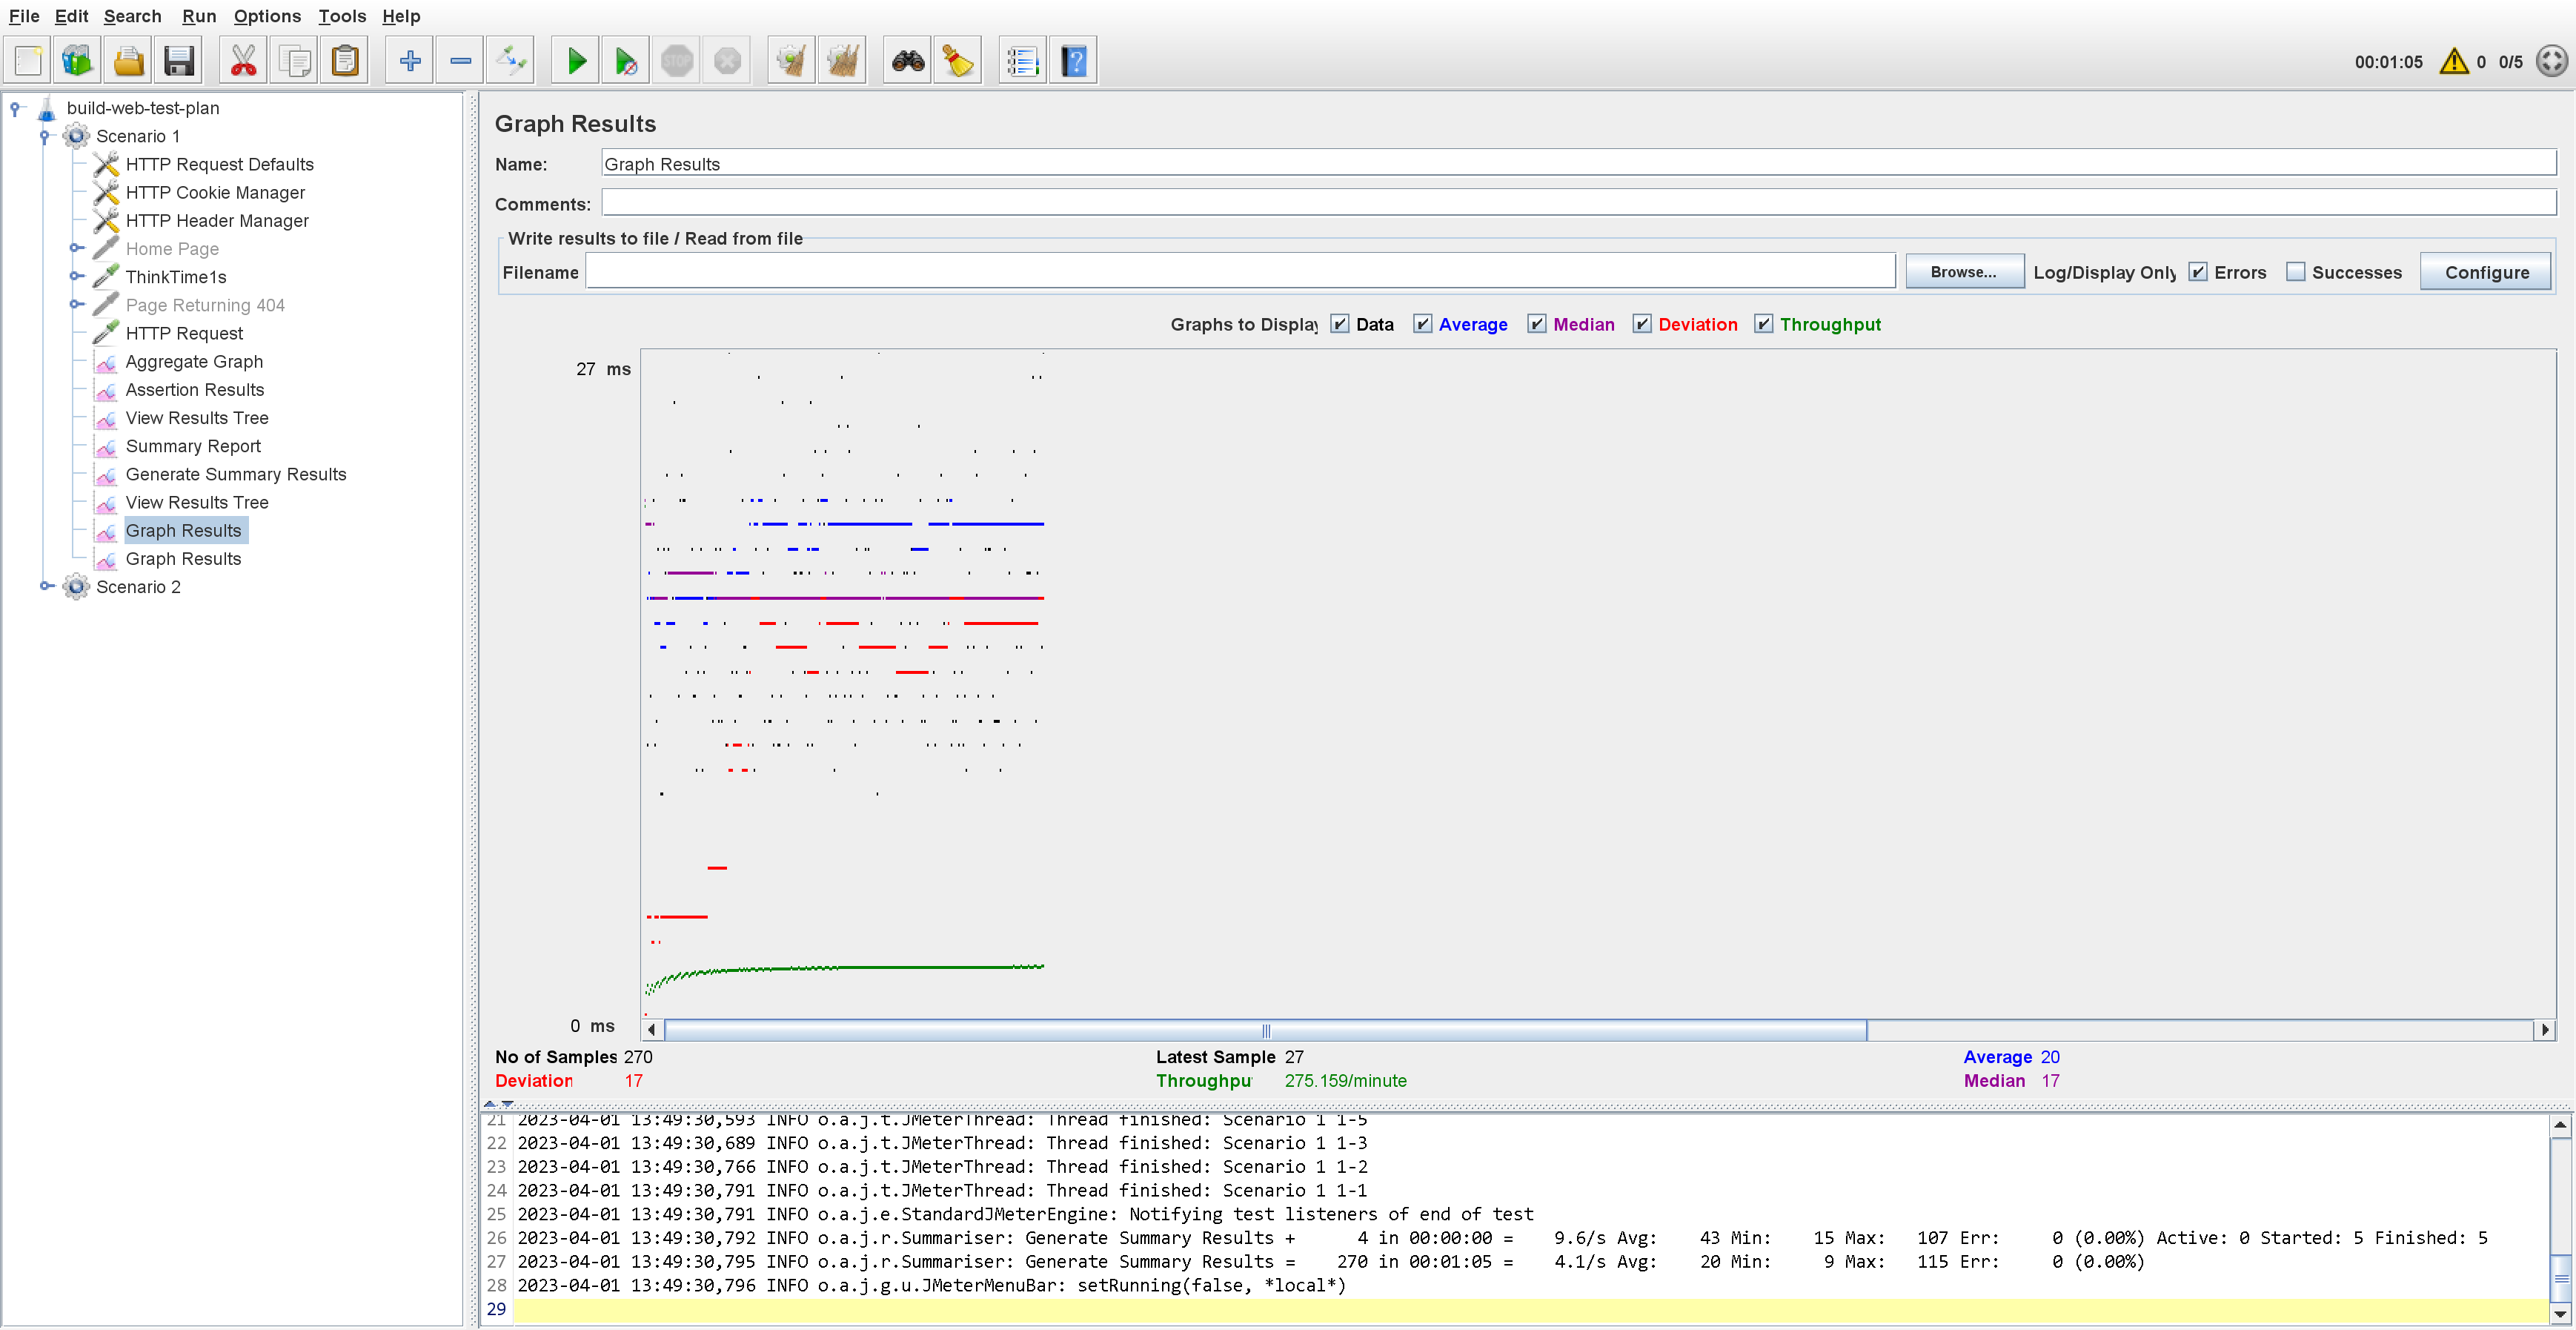 File Edit Search Run Options Tools Help
STOP
00:01:05 0 0/5
build-web-test-plan
Scenario 1
HTTP Request Defaults
HTTP Cookie Manager
HTTP Header Manager
Home Page
ThinkTime1s
Page Returning 404
HTTP Request
Aggregate Graph
Assertion Results
View Results Tree
Summary Report
Generate Summary Results
View Results Tree
Graph Results
Graph Results
Scenario 2
Graph Results
Name: Graph Results
Comments:
Write results to file / Read from file
Filename Browse... Log/Display Only Errors Successes Configure
Graphs to Display Data Average Median Deviation Throughput
27 ms
0 ms
No of Samples 270 Latest Sample 27 Average 20
Deviation 17 Throughpu 275.159/minute Median 17
21 2023-04-01 13:49:30,593 INFO o.a.j.t.JMeterThread: Thread finished: Scenario 1 1-5
22 2023-04-01 13:49:30,689 INFO o.a.j.t.JMeterThread: Thread finished: Scenario 1 1-3
23 2023-04-01 13:49:30,766 INFO o.a.j.t.JMeterThread: Thread finished: Scenario 1 1-2
24 2023-04-01 13:49:30,791 INFO o.a.j.t.JMeterThread: Thread finished: Scenario 1 1-1
25 2023-04-01 13:49:30,791 INFO o.a.j.e.StandardJMeterEngine: Notifying test listeners of end of test
26 2023-04-01 13:49:30,792 INFO o.a.j.r.Summariser: Generate Summary Results + 4 in 00:00:00 = 9.6/s Avg: 43 Min: 15 Max: 107 Err: 0 (0.00%) Active: 0 Started: 5 Finished: 5
27 2023-04-01 13:49:30,795 INFO o.a.j.r.Summariser: Generate Summary Results = 270 in 00:01:05 = 4.1/s Avg: 20 Min: 9 Max: 115 Err: 0 (0.00%)
28 2023-04-01 13:49:30,796 INFO o.a.j.g.u.JMeterMenuBar: setRunning(false, *local*)
29